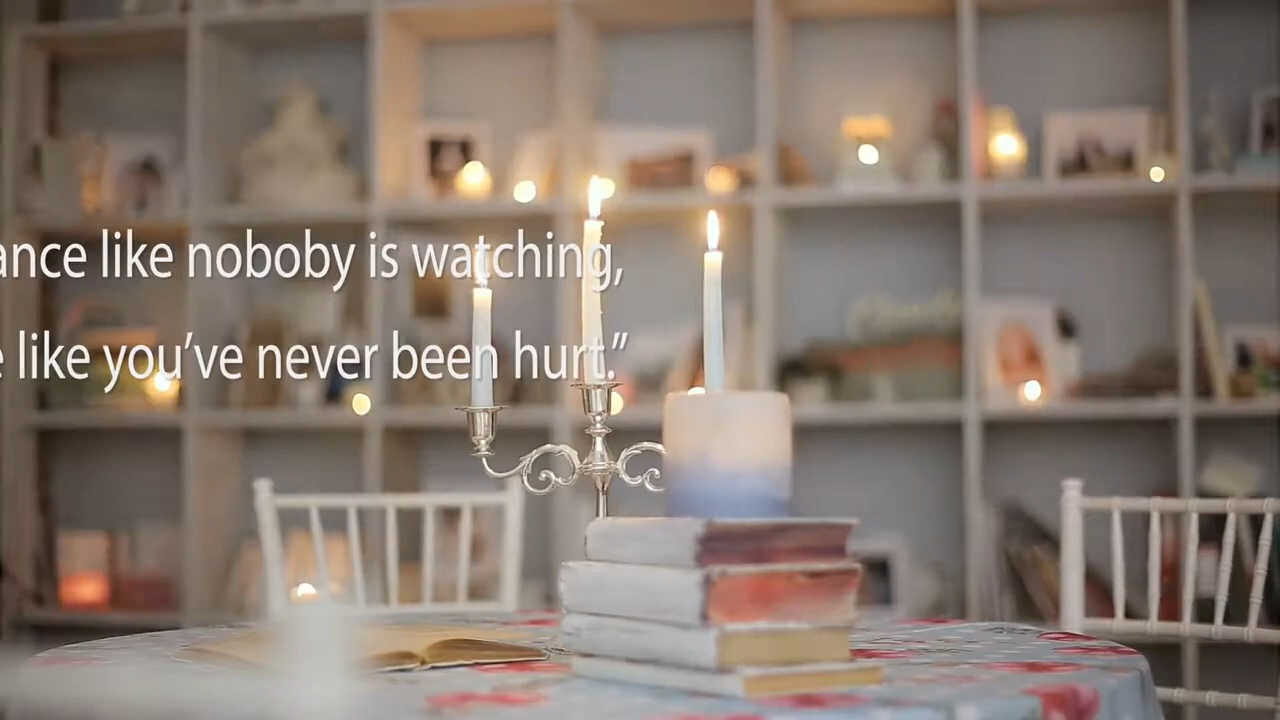 ance like noboby is watching,
e like you’ve never been hurt.”